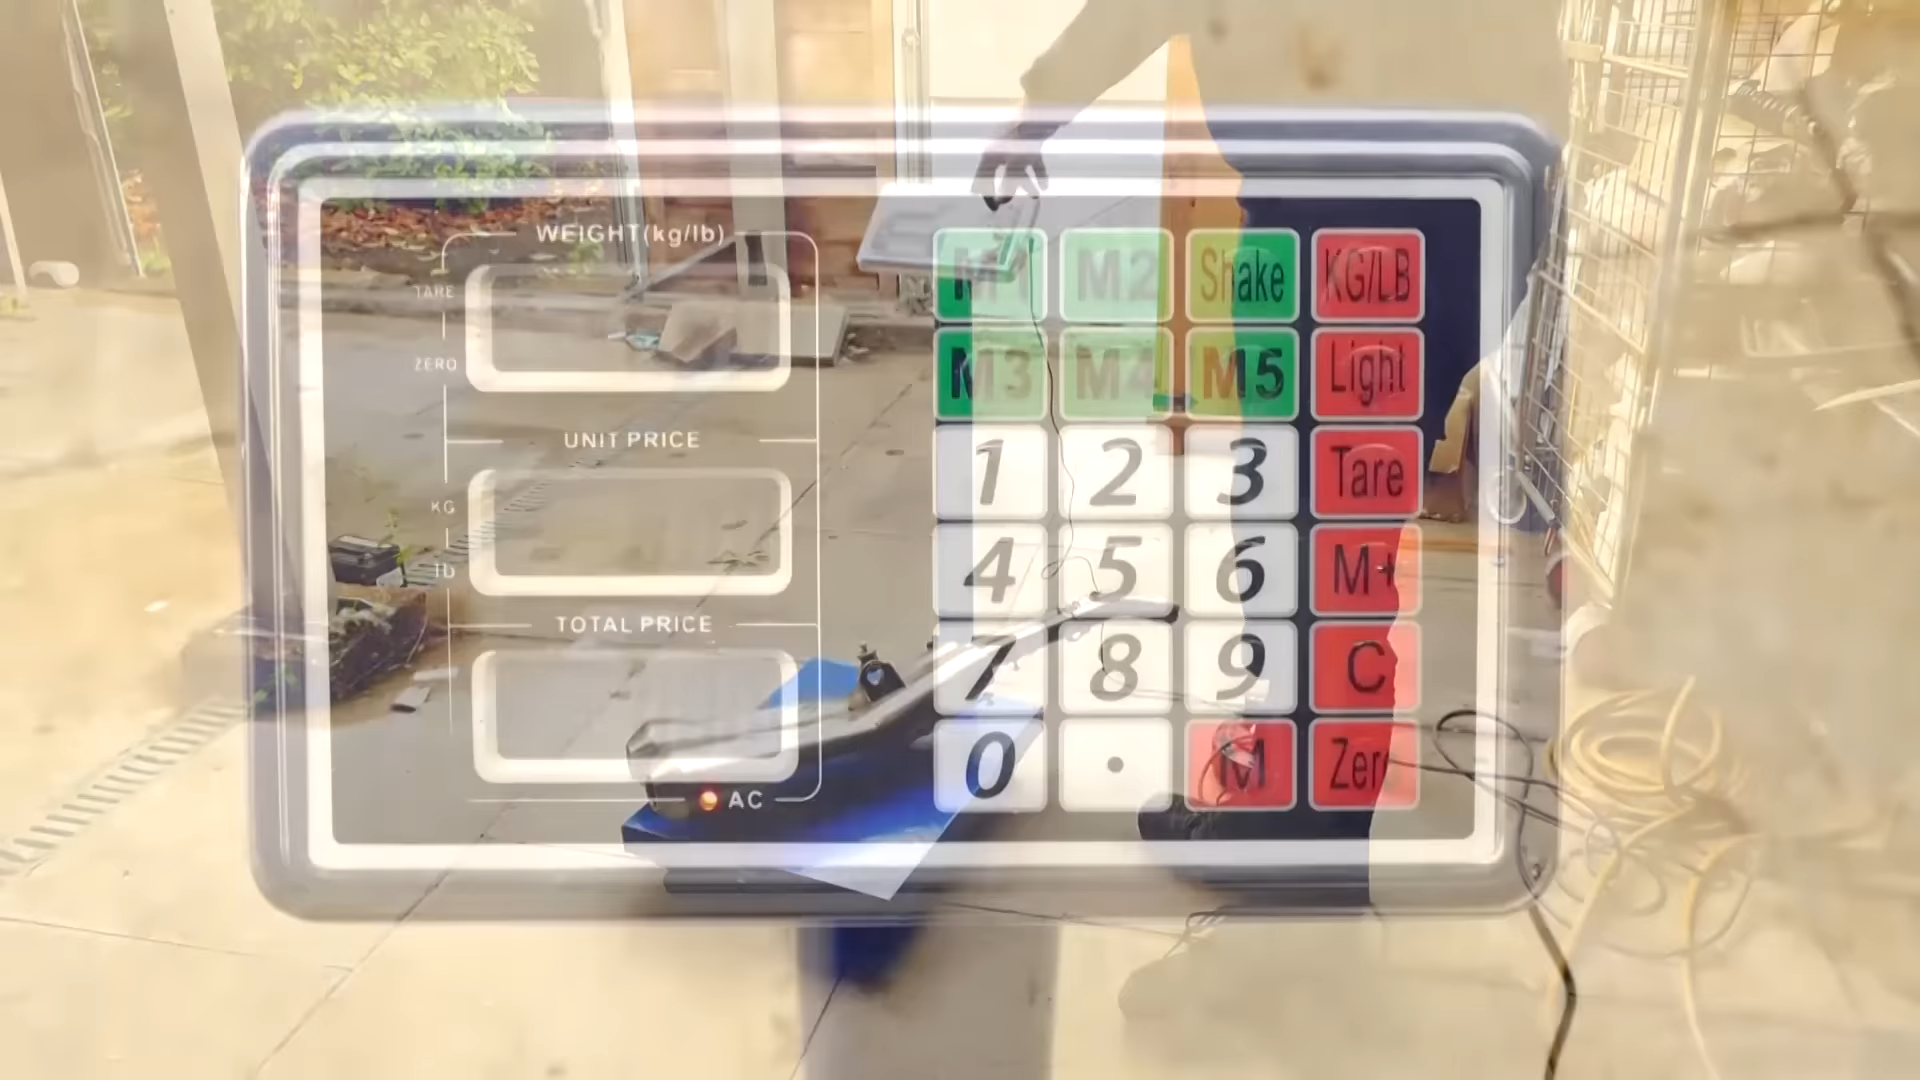 WEIGHT(kg/lb)
TARE
ZERO
UNIT PRICE
KG
lb
TOTAL PRICE
AC
M1 M2 Shake KG/LB
M3 M4 M5 Light
1 2 3 Tare
4 5 6 M+
7 8 9 C
0 . M Zero